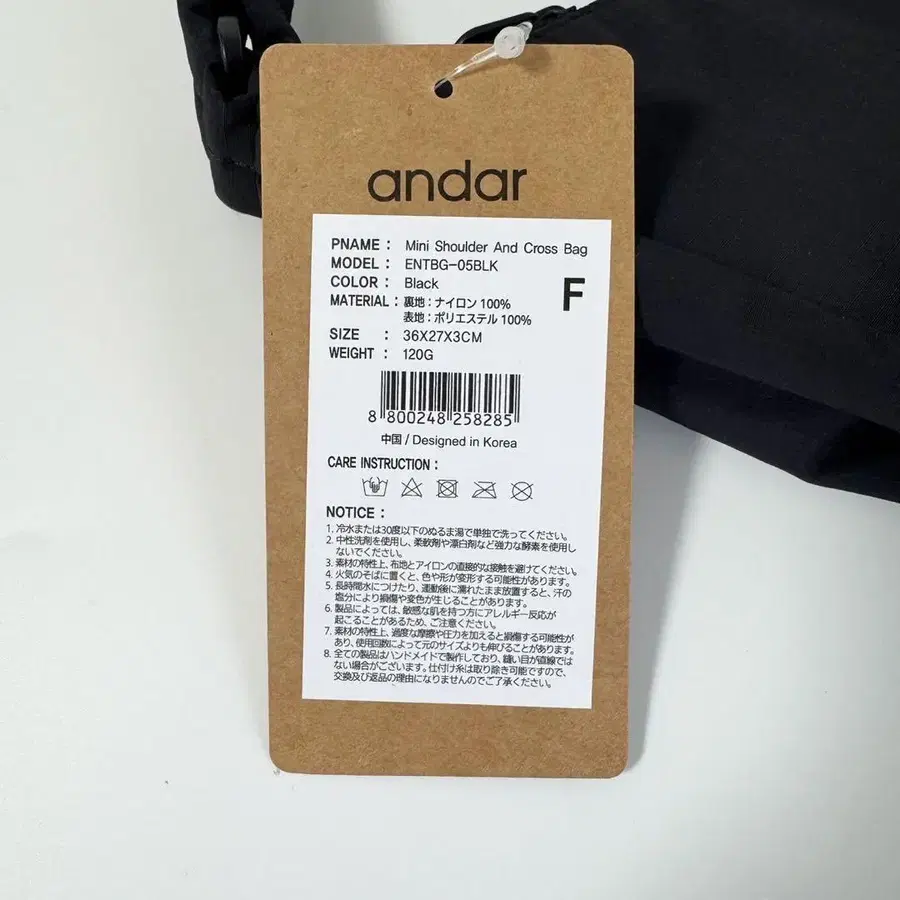 andar
PNAME : Mini Shoulder And Cross Bag
MODEL : ENTBG-05BLK
COLOR : Black
F
MATERIAL : 裏地 : ナイロン 100%
表地 : ポリエステル 100%
SIZE : 36X27X3CM
WEIGHT : 120G
8 800248 258285
中国 / Designed in Korea
CARE INSTRUCTION :
NOTICE :
1. 冷水または30度以下のぬるま湯で単独で洗ってください。
2. 中性洗剤を使用し、柔軟剤や漂白剤など強力な酵素を使用し
ないでください。
3. 素材の特性上、布地とアイロンの直接的な接触を避けてください。
4. 火気のそばに置くと、色や形が変形する可能性があります。
5. 長時間水につけたり、運動後に濡れたまま放置すると、汗の
塩分により損傷や変色が生じることがあります。
6. 製品によっては、敏感な肌を持つ方にアレルギー反応が
起こることがあるため、ご注意ください。
7. 素材の特性上、過度な摩擦や圧力を加えると損傷する可能性が
あり、使用回数によって元のサイズよりも伸びることがあります。
8. 全ての製品はハンドメイドで製作しており、縫い目が直線では
ない場合がございます。仕付け糸は取り除き可能ですので、
交換及び返品の理由になりませんのでご了承ください。